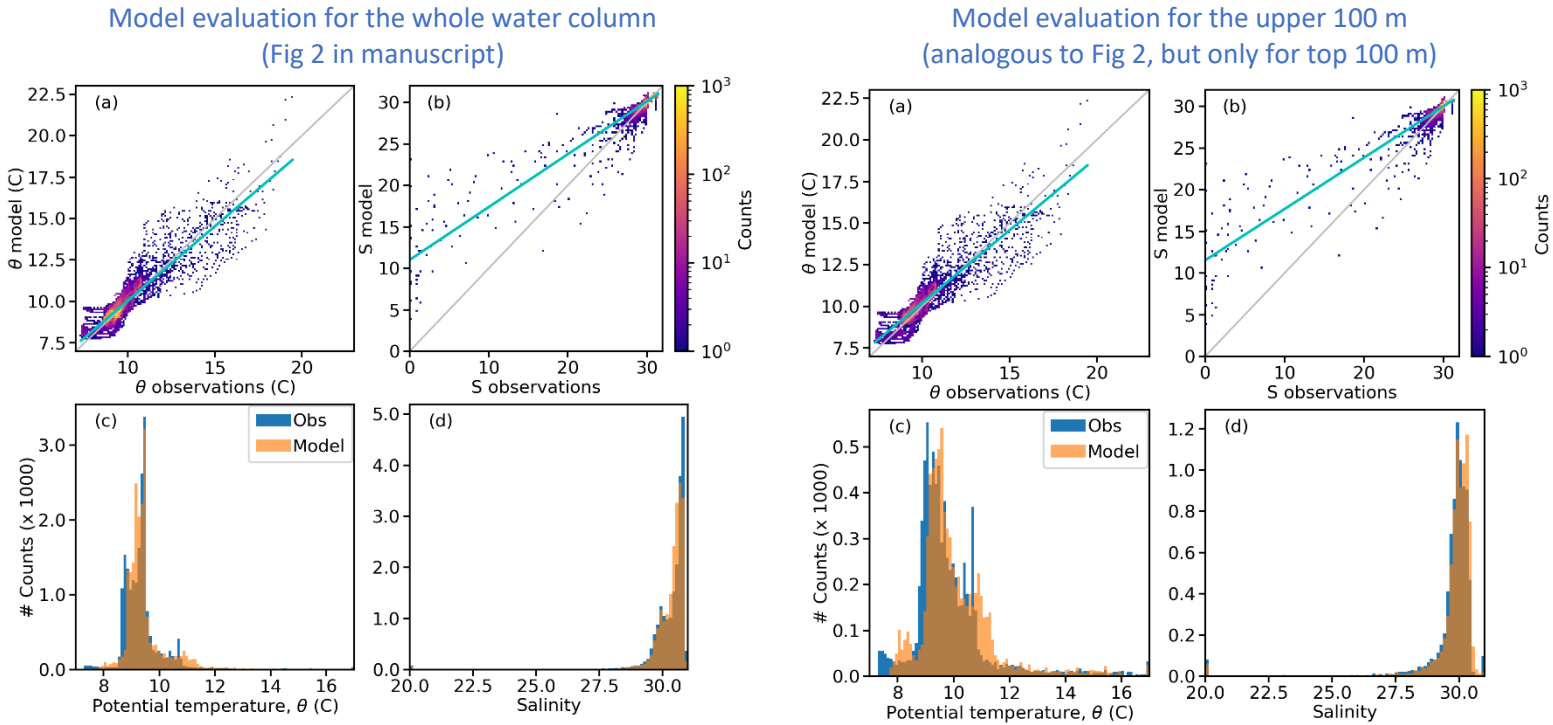 Model evaluation for the whole water column
(Fig 2 in manuscript)
(a)
22.5
20.0
17.5
15.0
12.5
10.0
7.5
θ model (C)
10
15
20
θ observations (C)
(b)
30
25
20
15
10
5
0
S model
0
10
20
30
S observations
10³
10²
10¹
10⁰
Counts
(c)
Obs
Model
3.0
2.0
1.0
0.0
# Counts (x 1000)
8
10
12
14
16
Potential temperature, θ (C)
(d)
5.0
4.0
3.0
2.0
1.0
0.0
20.0
22.5
25.0
27.5
30.0
Salinity
Model evaluation for the upper 100 m
(analogous to Fig 2, but only for top 100 m)
(a)
22.5
20.0
17.5
15.0
12.5
10.0
7.5
θ model (C)
10
15
20
θ observations (C)
(b)
30
25
20
15
10
5
0
S model
0
10
20
30
S observations
10³
10²
10¹
10⁰
Counts
(c)
Obs
Model
0.5
0.4
0.3
0.2
0.1
0.0
# Counts (x 1000)
8
10
12
14
16
Potential temperature, θ (C)
(d)
1.2
1.0
0.8
0.6
0.4
0.2
0.0
20.0
22.5
25.0
27.5
30.0
Salinity